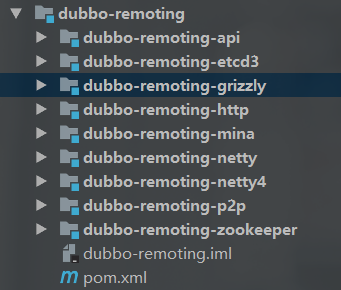 dubbo-remoting
dubbo-remoting-api
dubbo-remoting-etcd3
dubbo-remoting-grizzly
dubbo-remoting-http
dubbo-remoting-mina
dubbo-remoting-netty
dubbo-remoting-netty4
dubbo-remoting-p2p
dubbo-remoting-zookeeper
dubbo-remoting.iml
pom.xml